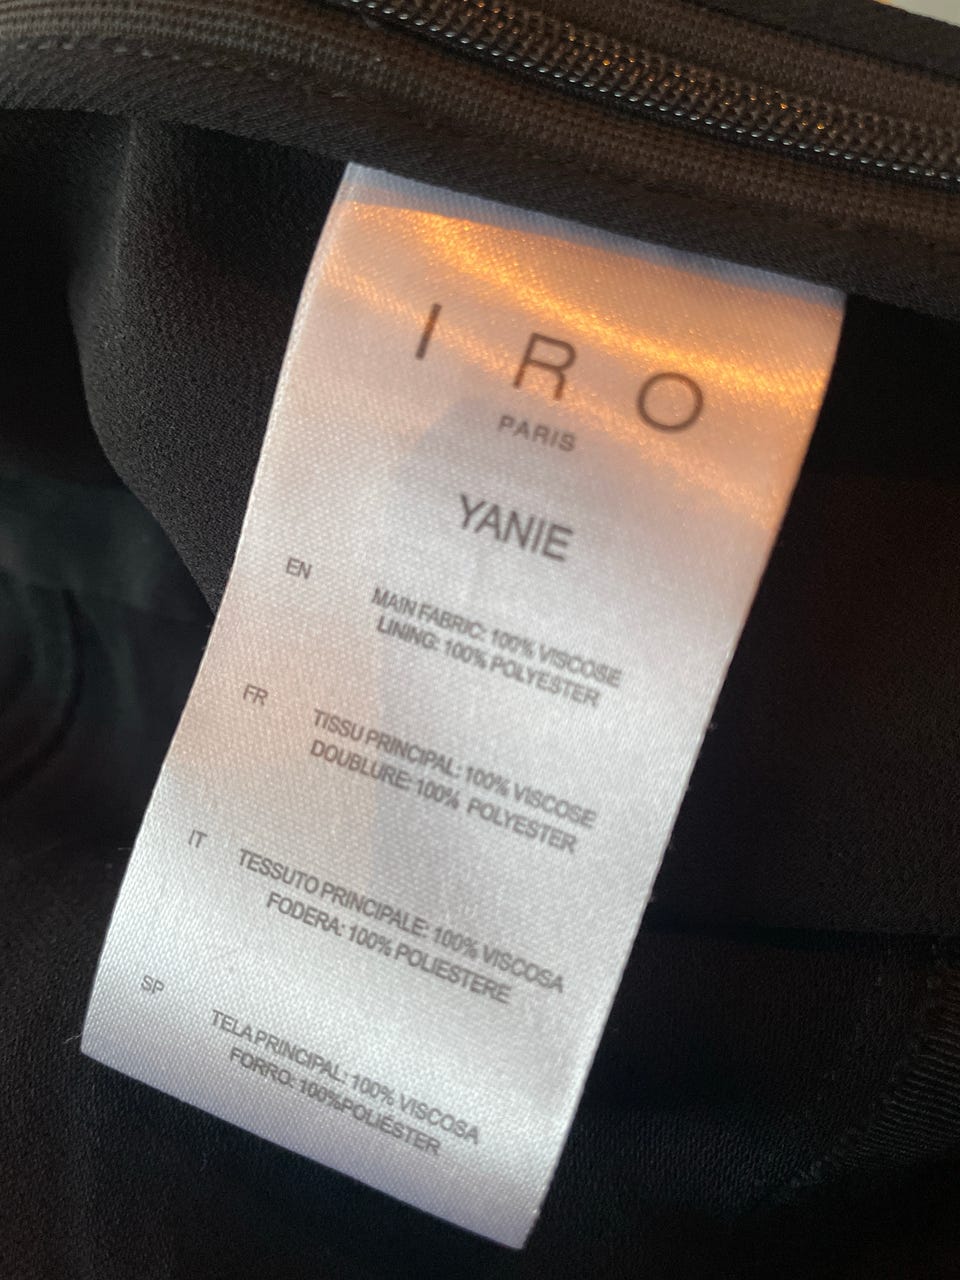 I R O
PARIS
YANIE
EN
MAIN FABRIC: 100% VISCOSE
LINING: 100% POLYESTER
FR
TISSU PRINCIPAL: 100% VISCOSE
DOUBLURE: 100% POLYESTER
IT
TESSUTO PRINCIPALE: 100% VISCOSA
FODERA: 100% POLIESTERE
SP
TELA PRINCIPAL: 100% VISCOSA
FORRO: 100%POLIÉSTER